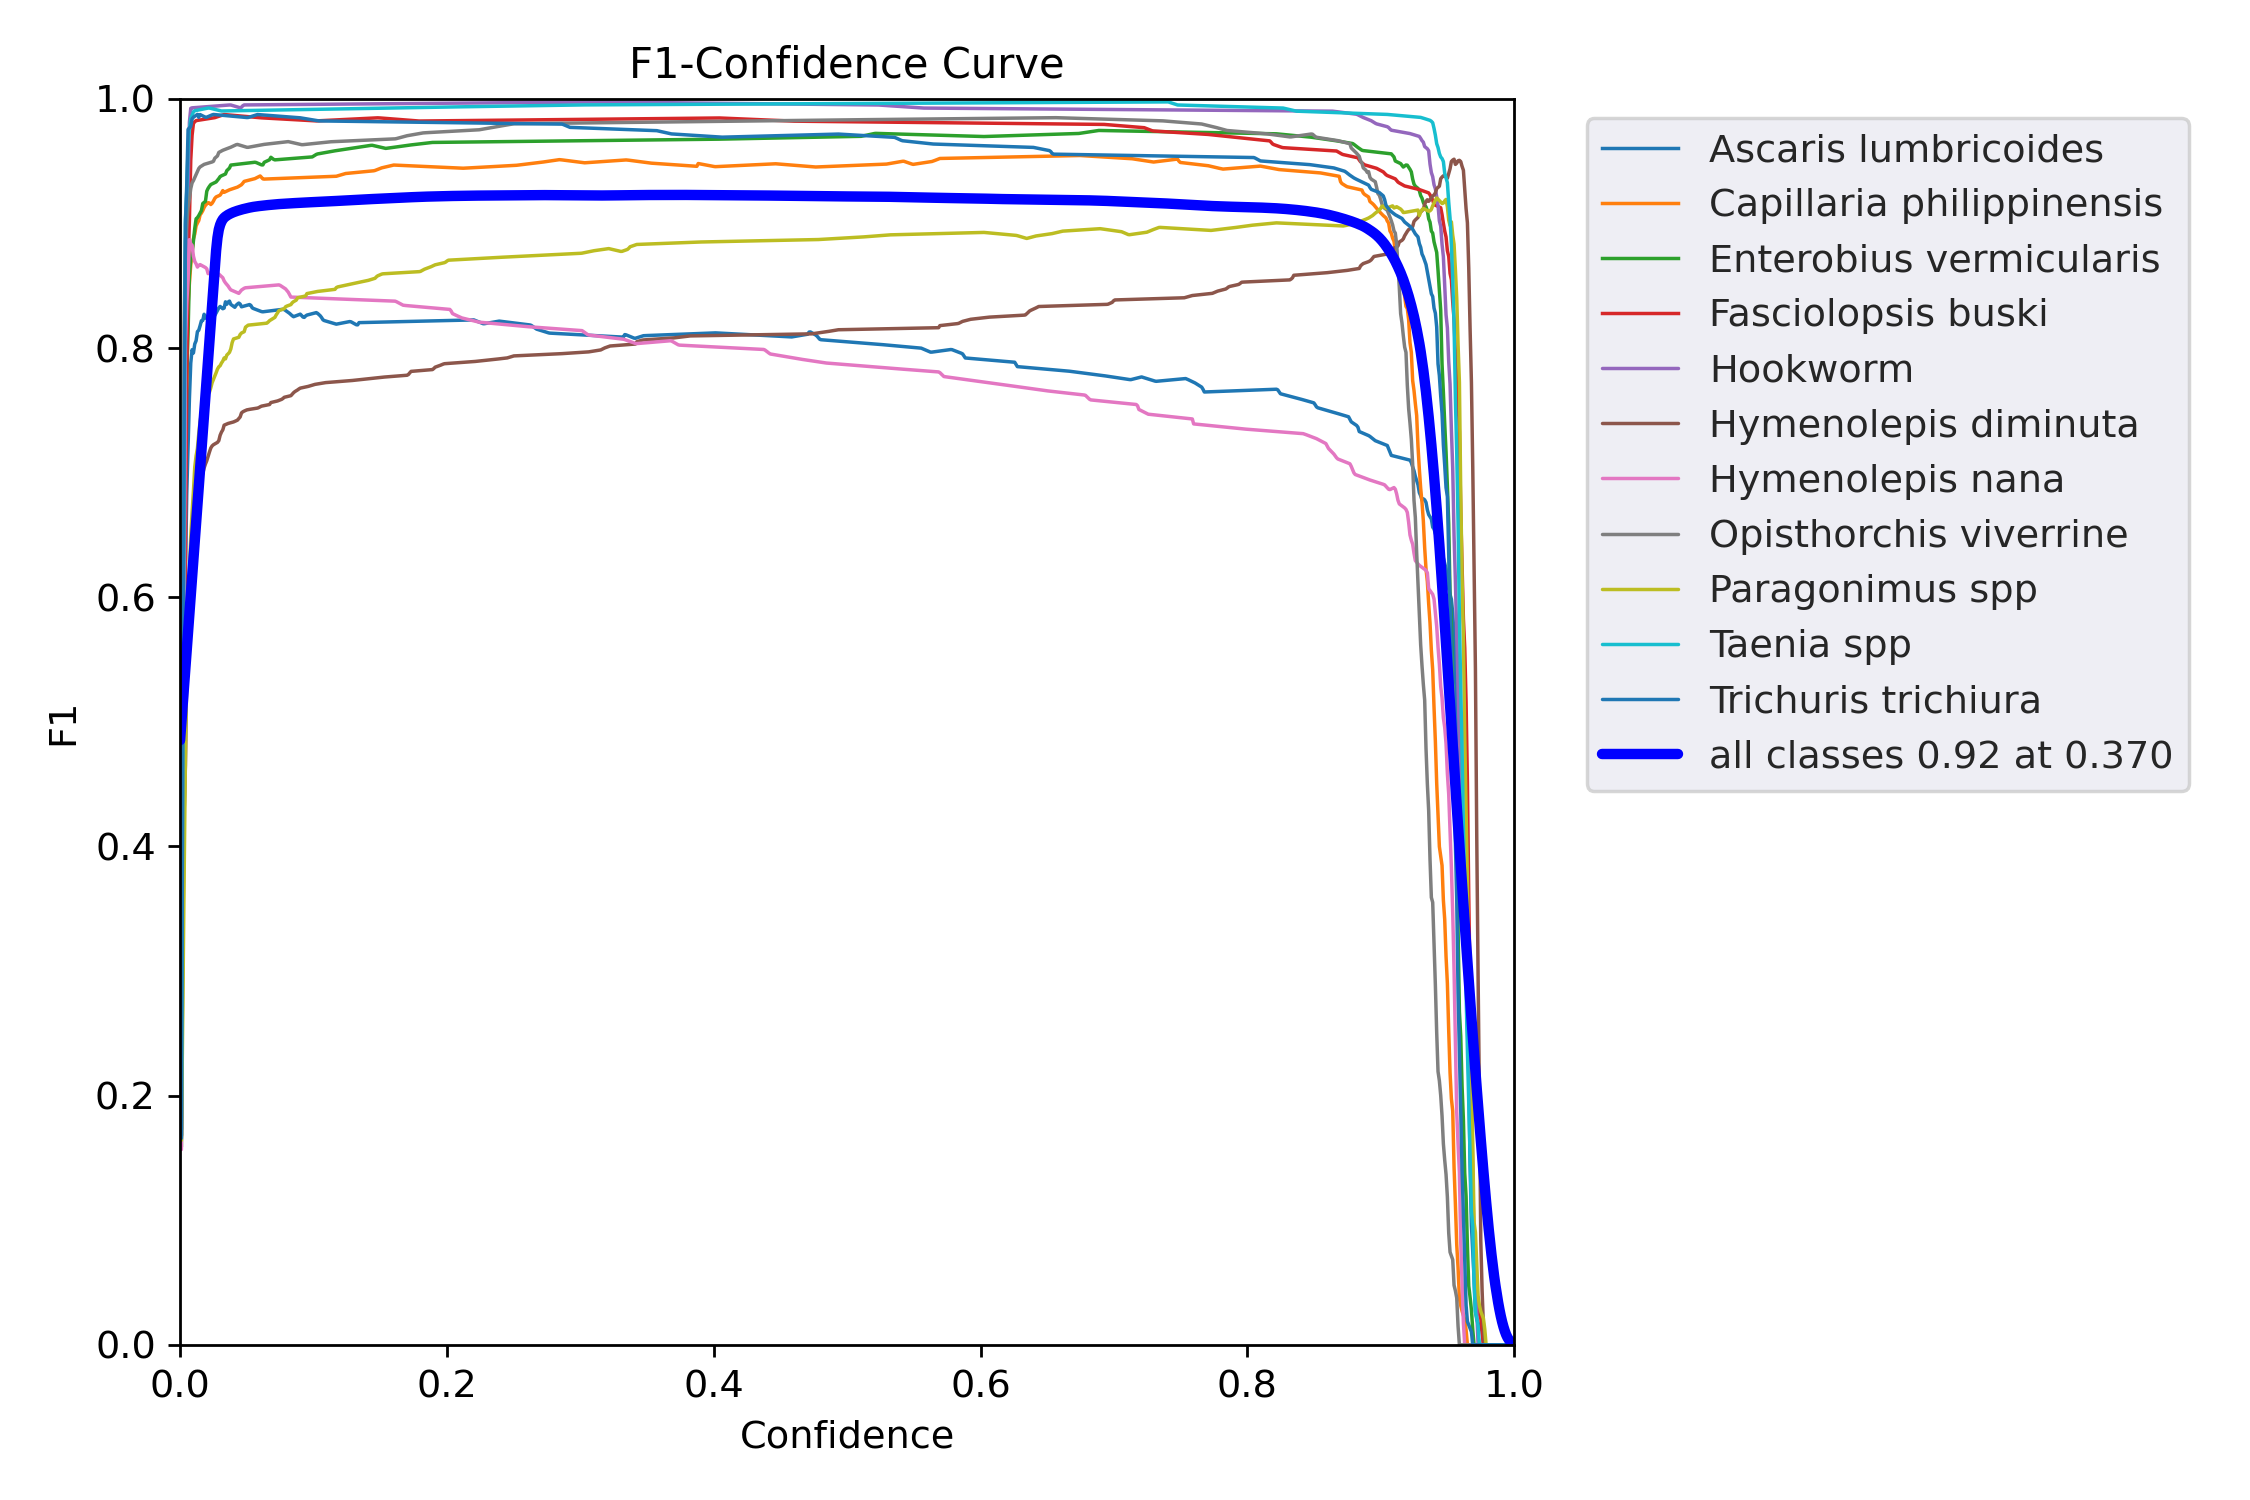 F1-Confidence Curve
1.0
0.8
0.6
0.4
0.2
0.0
F1
0.0 0.2 0.4 0.6 0.8 1.0
Confidence
Ascaris lumbricoides
Capillaria philippinensis
Enterobius vermicularis
Fasciolopsis buski
Hookworm
Hymenolepis diminuta
Hymenolepis nana
Opisthorchis viverrine
Paragonimus spp
Taenia spp
Trichuris trichiura
all classes 0.92 at 0.370